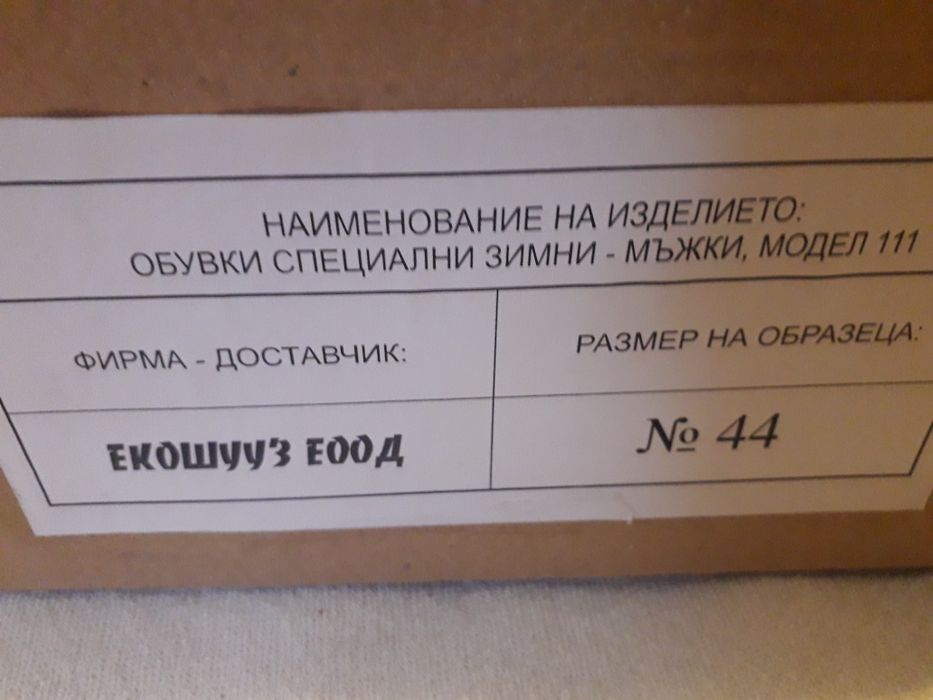 НАИМЕНОВАНИЕ НА ИЗДЕЛИЕТО:
ОБУВКИ СПЕЦИАЛНИ ЗИМНИ - МЪЖКИ, МОДЕЛ 111
ФИРМА - ДОСТАВЧИК:
РАЗМЕР НА ОБРАЗЕЦА:
ЕКОШУУЗ ЕООД
№ 44